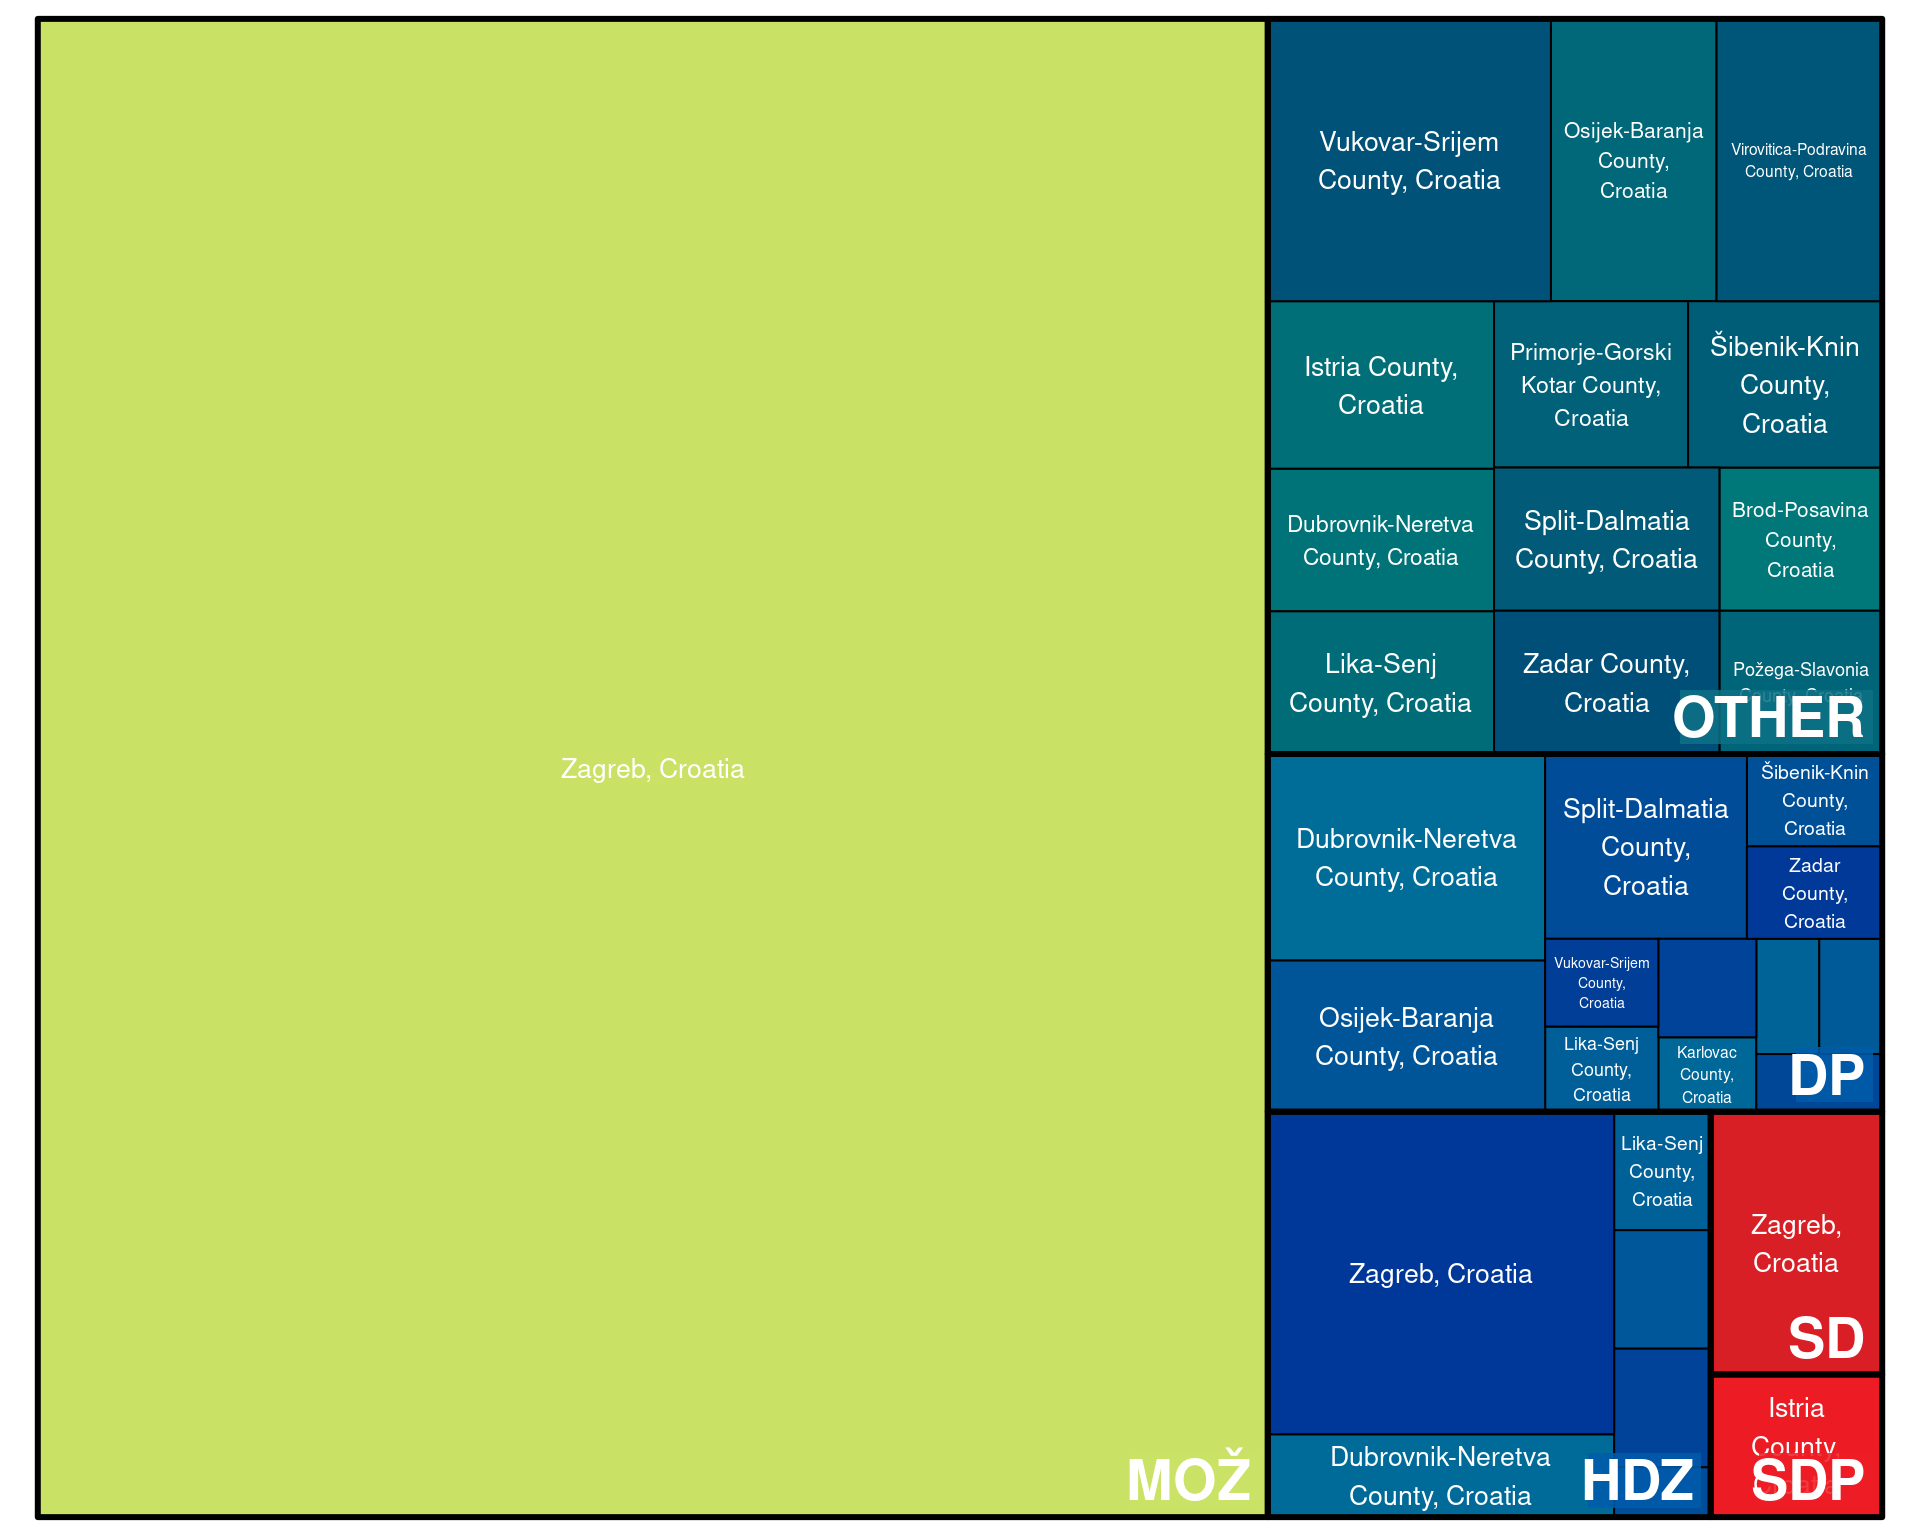 Zagreb, Croatia
MOŽ
Vukovar-Srijem
County, Croatia
Osijek-Baranja
County,
Croatia
Virovitica-Podravina
County, Croatia
Istria County,
Croatia
Primorje-Gorski
Kotar County,
Croatia
Šibenik-Knin
County,
Croatia
Dubrovnik-Neretva
County, Croatia
Split-Dalmatia
County, Croatia
Brod-Posavina
County,
Croatia
Lika-Senj
County, Croatia
Zadar County,
Croatia
Požega-Slavonia
County, Croatia
OTHER
Dubrovnik-Neretva
County, Croatia
Split-Dalmatia
County,
Croatia
Šibenik-Knin
County,
Croatia
Zadar
County,
Croatia
Osijek-Baranja
County, Croatia
Vukovar-Srijem
County,
Croatia
Lika-Senj
County,
Croatia
Karlovac
County,
Croatia
DP
Zagreb, Croatia
Lika-Senj
County,
Croatia
Dubrovnik-Neretva
County, Croatia
HDZ
Zagreb,
Croatia
SD
Istria
County,
SDP